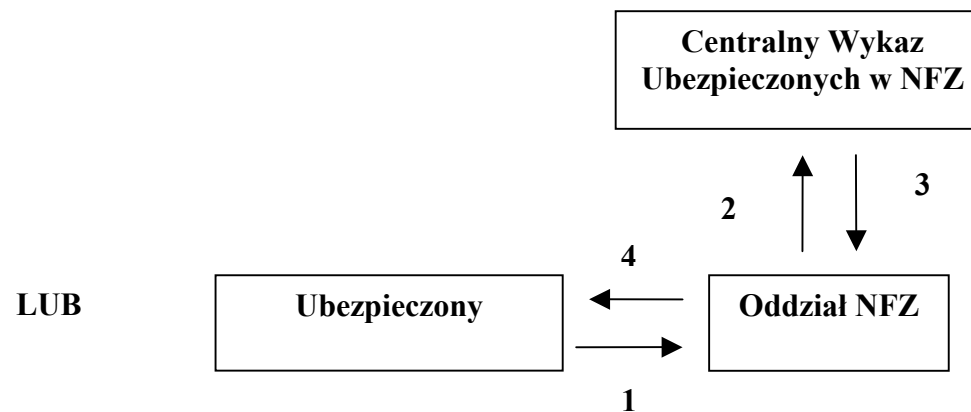 Centralny Wykaz
Ubezpieczonych w NFZ
2
3
4
LUB
Ubezpieczony
Oddział NFZ
1